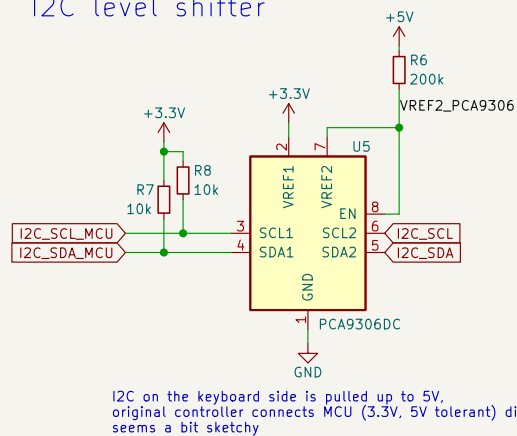 I2C level shifter
+5V
R6
200k
VREF2_PCA9306
+3.3V
+3.3V
2
7
U5
R8
10k
R7
10k
VREF1
VREF2
EN
8
I2C_SCL_MCU
3
SCL1
SCL2
6
I2C_SCL
I2C_SDA_MCU
4
SDA1
SDA2
5
I2C_SDA
GND
1
PCA9306DC
GND
I2C on the keyboard side is pulled up to 5V,
original controller connects MCU (3.3V, 5V tolerant) di
seems a bit sketchy